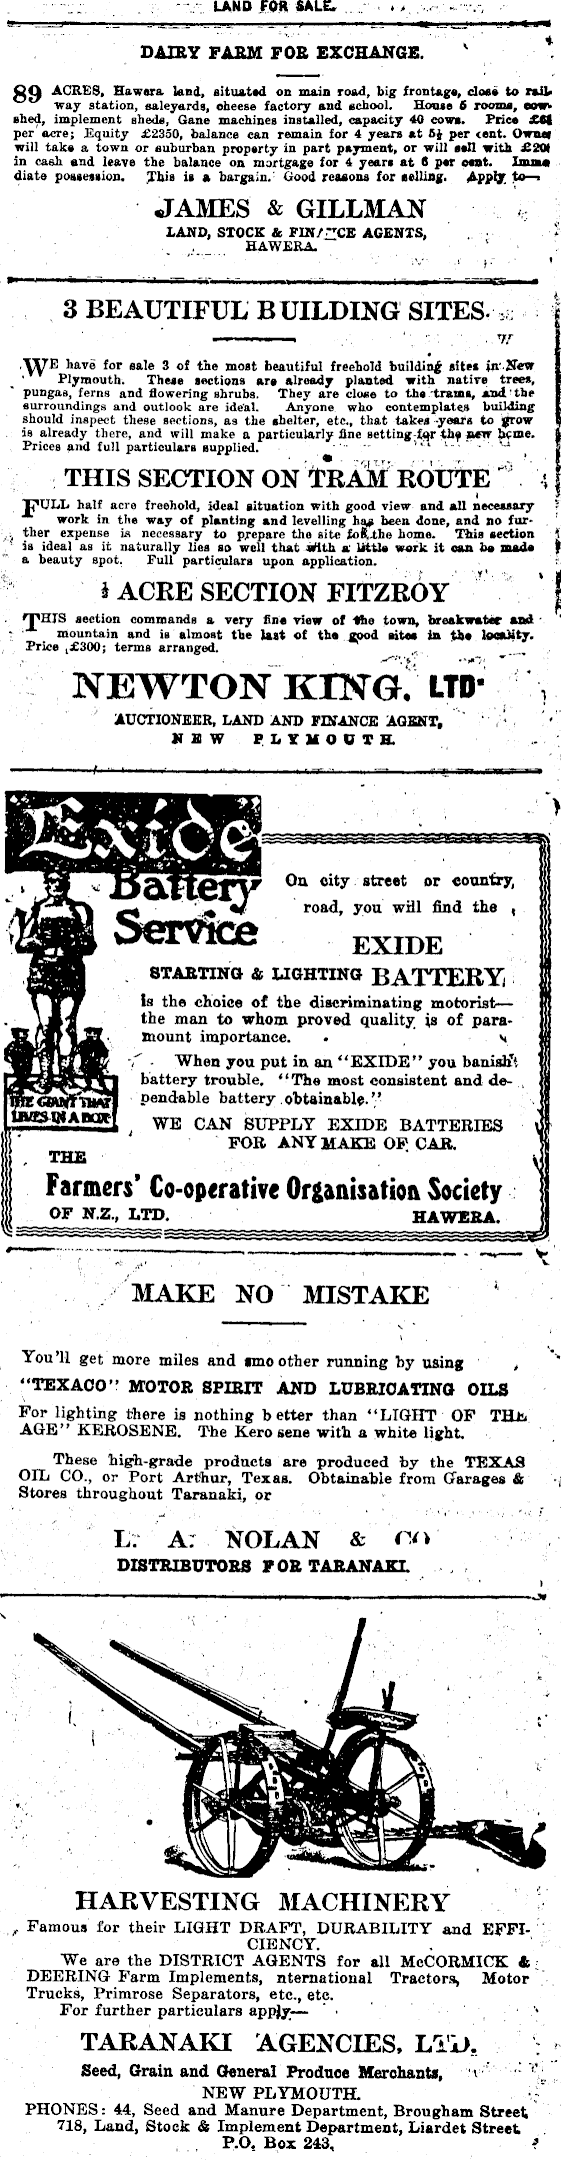 LAND FOR SALE.
DAIRY FARM FOR EXCHANGE.
89 ACRES, Hawera land, situated on main road, big frontage, close to rail-
way station, saleyards, cheese factory and school. House 6 rooms, cow-
shed, implement sheds, Gane machines installed, capacity 40 cows. Price
per acre; Equity £2350, balance can remain for 4 years at 5½ per cent. Owner
will take a town or suburban property in part payment, or will sell with
in cash and leave the balance on mortgage for 4 years at 6 per cent. Imme
diate possession. This is a bargain. Good reasons for selling. Apply to—
JAMES & GILLMAN
LAND, STOCK & FINANCE AGENTS,
HAWERA.
3 BEAUTIFUL BUILDING SITES.
WE have for sale 3 of the most beautiful freehold building sites in New
Plymouth. These sections are already planted with native trees,
pungas, ferns and flowering shrubs. They are close to the trams, and the
surroundings and outlook are ideal. Anyone who contemplates building
should inspect these sections, as the shelter, etc., that takes years to grow
is already there, and will make a particularly fine setting for the new home.
Prices and full particulars supplied.
THIS SECTION ON TRAM ROUTE
FULL half acre freehold, ideal situation with good view and all necessary
work in the way of planting and levelling has been done, and no fur-
ther expense is necessary to prepare the site for the home. This section
is ideal as it naturally lies so well that with a little work it can be made
a beauty spot. Full particulars upon application.
ACRE SECTION FITZROY
THIS section commands a very fine view of the town, breakwater and
mountain and is almost the last of the good sites in the locality.
Price £300; terms arranged.
NEWTON KING, LTD.
AUCTIONEER, LAND AND FINANCE AGENT,
NEW PLYMOUTH.
Exide
Battery
Service
THE GIANT THAT
LIVES IN A BOX
On city street or country,
road, you will find the
EXIDE
STARTING & LIGHTING BATTERY
is the choice of the discriminating motorist—
the man to whom proved quality is of para-
mount importance.
When you put in an "EXIDE" you banish
battery trouble. "The most consistent and de-
pendable battery obtainable."
WE CAN SUPPLY EXIDE BATTERIES
FOR ANY MAKE OF CAR.
THE
Farmers' Co-operative Organisation Society
OF N.Z., LTD. HAWERA.
MAKE NO MISTAKE
You'll get more miles and smoother running by using
"TEXACO" MOTOR SPIRIT AND LUBRICATING OILS
For lighting there is nothing better than "LIGHT OF THE
AGE" KEROSENE. The Kerosene with a white light.
These high-grade products are produced by the TEXAS
OIL CO., or Port Arthur, Texas. Obtainable from Garages &
Stores throughout Taranaki, or
L. A. NOLAN & CO
DISTRIBUTORS FOR TARANAKI.
HARVESTING MACHINERY
Famous for their LIGHT DRAFT, DURABILITY and EFFI-
CIENCY.
We are the DISTRICT AGENTS for all McCORMICK &
DEERING Farm Implements, nternational Tractors, Motor
Trucks, Primrose Separators, etc., etc.
For further particulars apply—
TARANAKI AGENCIES, LTD.
Seed, Grain and General Produce Merchants,
NEW PLYMOUTH.
PHONES: 44, Seed and Manure Department, Brougham Street
718, Land, Stock & Implement Department, Liardet Street
P.O. Box 243.